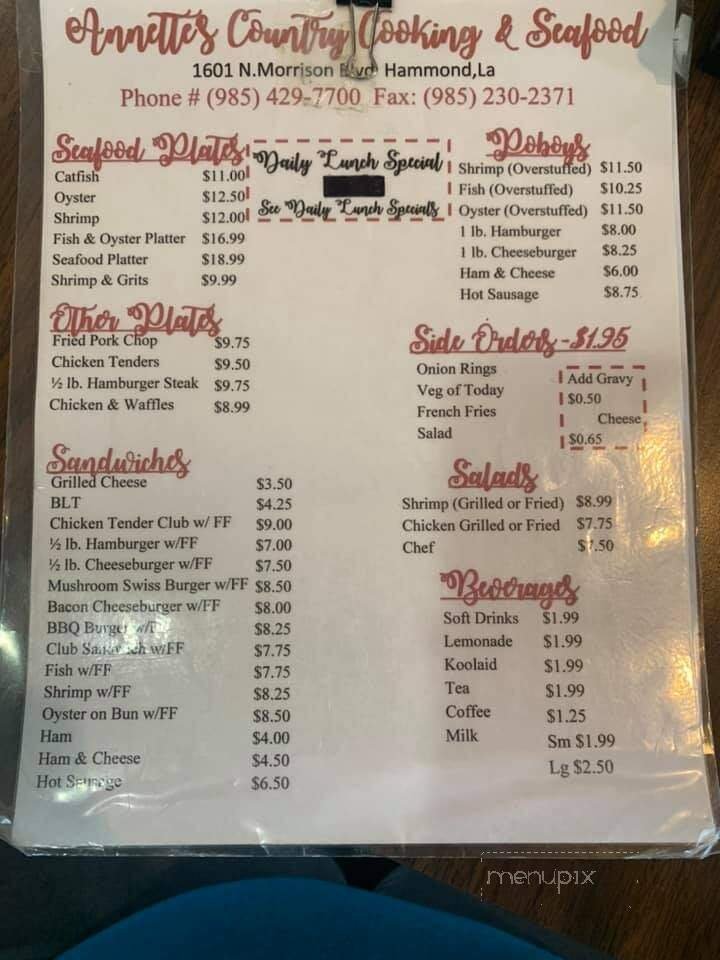 Annette's Country Cooking & Seafood
1601 N.Morrison Hammond,La
Phone # (985) 429-7700 Fax: (985) 230-2371
Seafood Plates
Catfish $11.00
Oyster $12.50
Shrimp $12.00
Fish & Oyster Platter $16.99
Seafood Platter $18.99
Shrimp & Grits $9.99
Daily Lunch Special
See Daily Lunch Specials
Poboys
Shrimp (Overstuffed) $11.50
Fish (Overstuffed) $10.25
Oyster (Overstuffed) $11.50
1 lb. Hamburger $8.00
1 lb. Cheeseburger $8.25
Ham & Cheese $6.00
Hot Sausage $8.75
Other Plates
Fried Pork Chop $9.75
Chicken Tenders $9.50
½ lb. Hamburger Steak $9.75
Chicken & Waffles $8.99
Side Orders - $1.95
Onion Rings
Veg of Today
French Fries
Salad
Add Gravy
$0.50
Cheese
$0.65
Sandwiches
Grilled Cheese $3.50
BLT $4.25
Chicken Tender Club w/ FF $9.00
½ lb. Hamburger w/FF $7.00
½ lb. Cheeseburger w/FF $7.50
Mushroom Swiss Burger w/FF $8.50
Bacon Cheeseburger w/FF $8.00
BBQ Burger $8.25
Club Sandwich w/FF $7.75
Fish w/FF $7.75
Shrimp w/FF $8.25
Oyster on Bun w/FF $8.50
Ham $4.00
Ham & Cheese $4.50
Hot Sausage $6.50
Salads
Shrimp (Grilled or Fried) $8.99
Chicken Grilled or Fried $7.75
Chef $7.50
Beverages
Soft Drinks $1.99
Lemonade $1.99
Koolaid $1.99
Tea $1.99
Coffee $1.25
Milk Sm $1.99
Lg $2.50
menupix